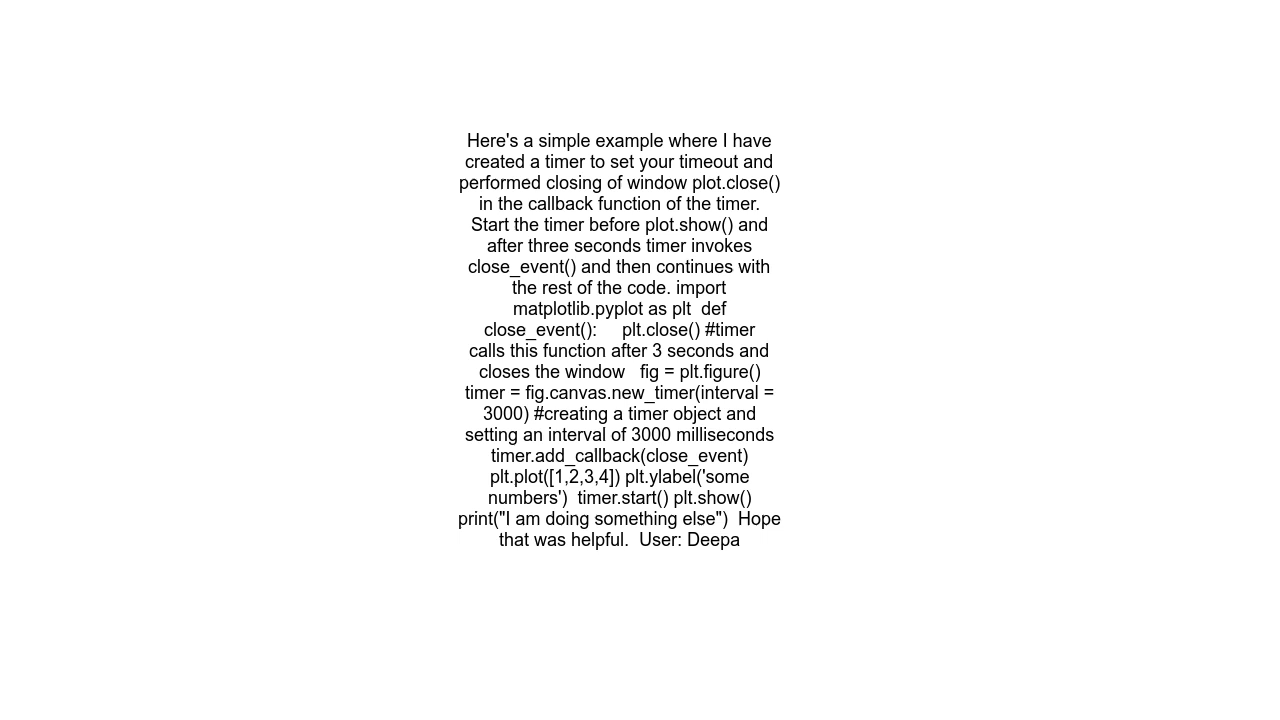 Here's a simple example where I have
created a timer to set your timeout and
performed closing of window plot.close()
in the callback function of the timer.
Start the timer before plot.show() and
after three seconds timer invokes
close_event() and then continues with
the rest of the code. import
matplotlib.pyplot as plt  def
close_event():     plt.close() #timer
calls this function after 3 seconds and
closes the window   fig = plt.figure()
timer = fig.canvas.new_timer(interval =
3000) #creating a timer object and
setting an interval of 3000 milliseconds
timer.add_callback(close_event)
plt.plot([1,2,3,4]) plt.ylabel('some
numbers')  timer.start() plt.show()
print("I am doing something else")  Hope
that was helpful.  User: Deepa